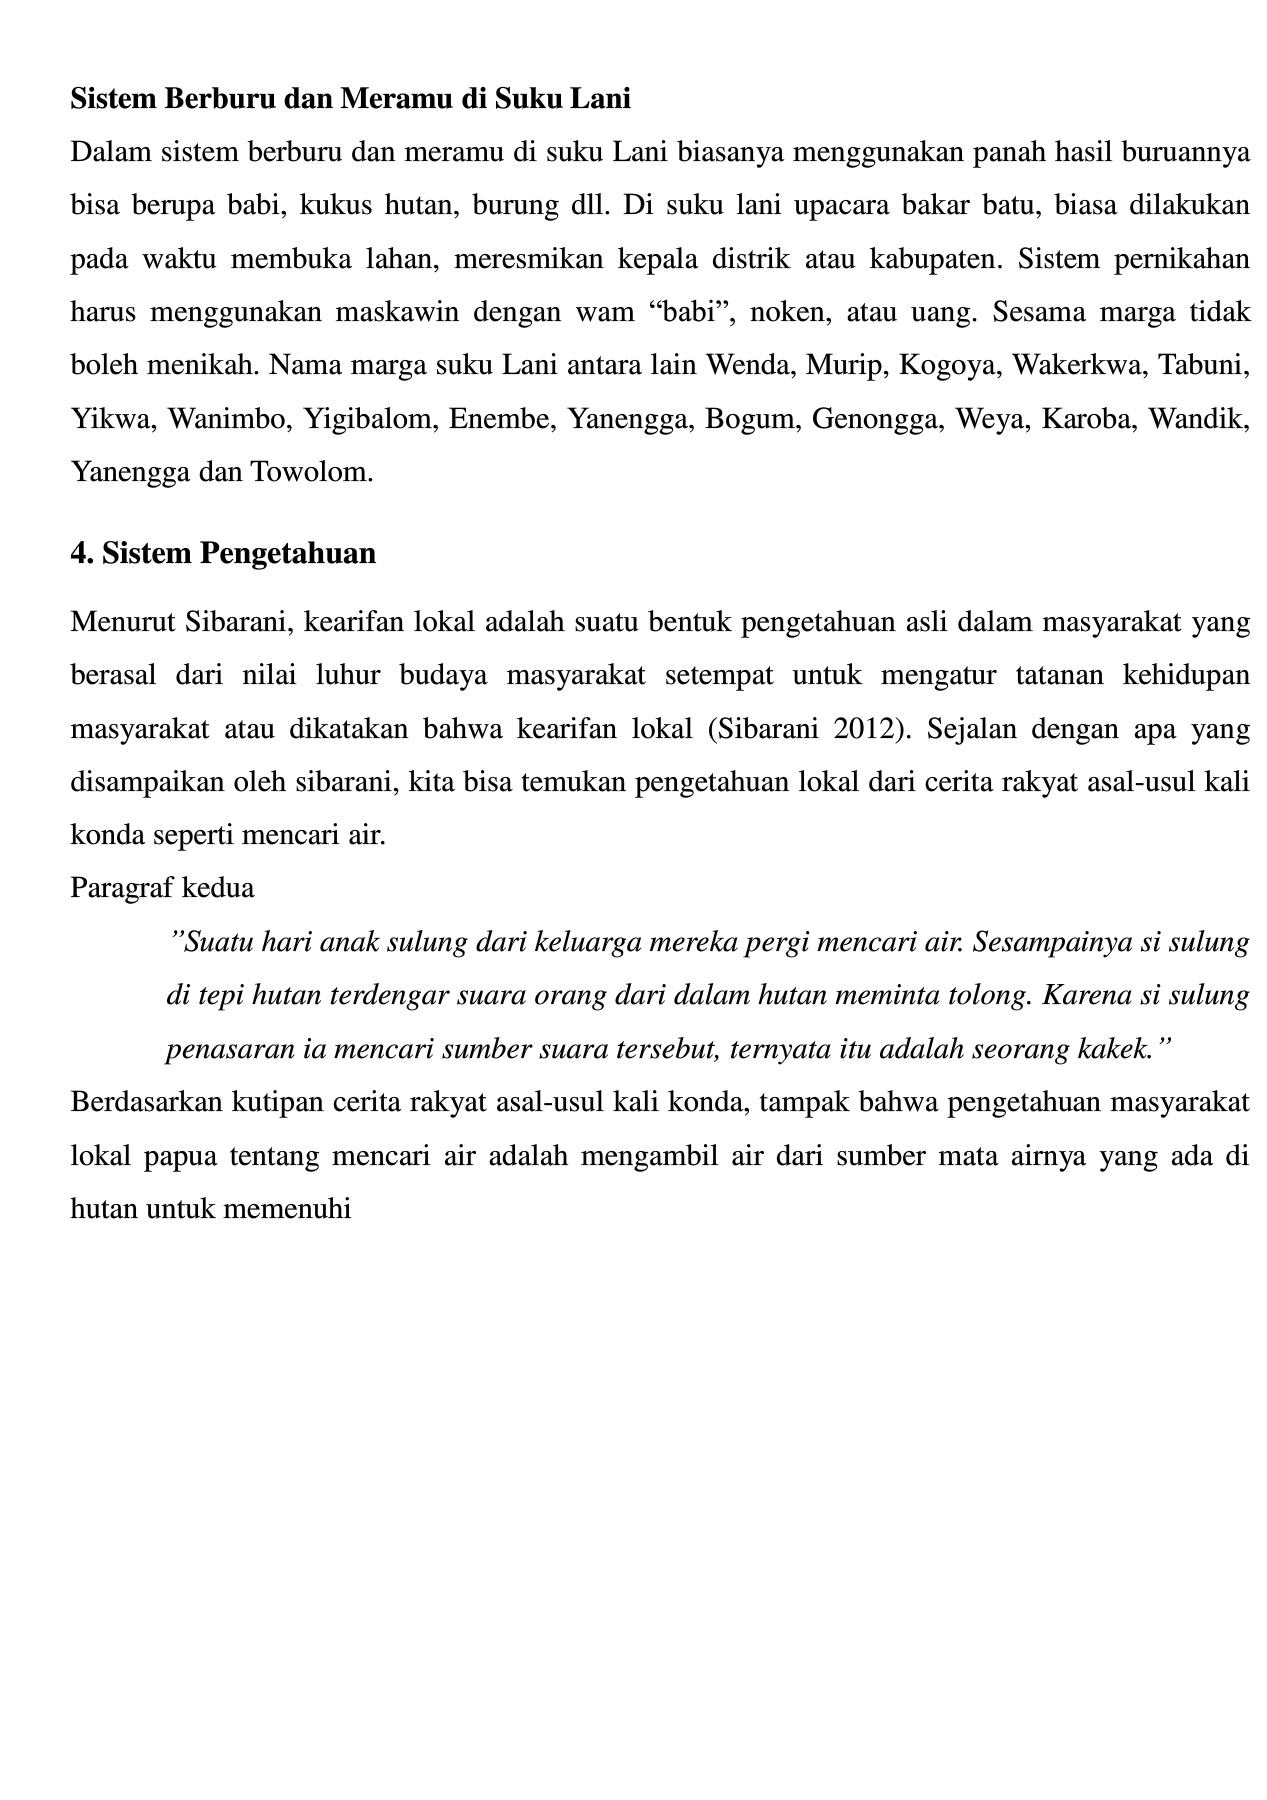 Sistem Berburu dan Meramu di Suku Lani
Dalam sistem berburu dan meramu di suku Lani biasanya menggunakan panah hasil buruannya
bisa berupa babi, kukus hutan, burung dll. Di suku lani upacara bakar batu, biasa dilakukan
pada waktu membuka lahan, meresmikan kepala distrik atau kabupaten. Sistem pernikahan
harus menggunakan maskawin dengan wam “babi”, noken, atau uang. Sesama marga tidak
boleh menikah. Nama marga suku Lani antara lain Wenda, Murip, Kogoya, Wakerkwa, Tabuni,
Yikwa, Wanimbo, Yigibalom, Enembe, Yanengga, Bogum, Genongga, Weya, Karoba, Wandik,
Yanengga dan Towolom.
4. Sistem Pengetahuan
Menurut Sibarani, kearifan lokal adalah suatu bentuk pengetahuan asli dalam masyarakat yang
berasal dari nilai luhur budaya masyarakat setempat untuk mengatur tatanan kehidupan
masyarakat atau dikatakan bahwa kearifan lokal (Sibarani 2012). Sejalan dengan apa yang
disampaikan oleh sibarani, kita bisa temukan pengetahuan lokal dari cerita rakyat asal-usul kali
konda seperti mencari air.
Paragraf kedua
”Suatu hari anak sulung dari keluarga mereka pergi mencari air. Sesampainya si sulung
di tepi hutan terdengar suara orang dari dalam hutan meminta tolong. Karena si sulung
penasaran ia mencari sumber suara tersebut, ternyata itu adalah seorang kakek.”
Berdasarkan kutipan cerita rakyat asal-usul kali konda, tampak bahwa pengetahuan masyarakat
lokal papua tentang mencari air adalah mengambil air dari sumber mata airnya yang ada di
hutan untuk memenuhi